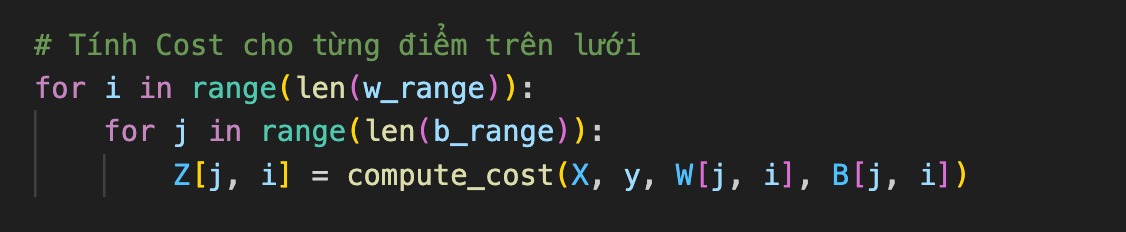 # Tính Cost cho từng điểm trên lưới
for i in range(len(w_range)):
    for j in range(len(b_range)):
        Z[j, i] = compute_cost(X, y, W[j, i], B[j, i])